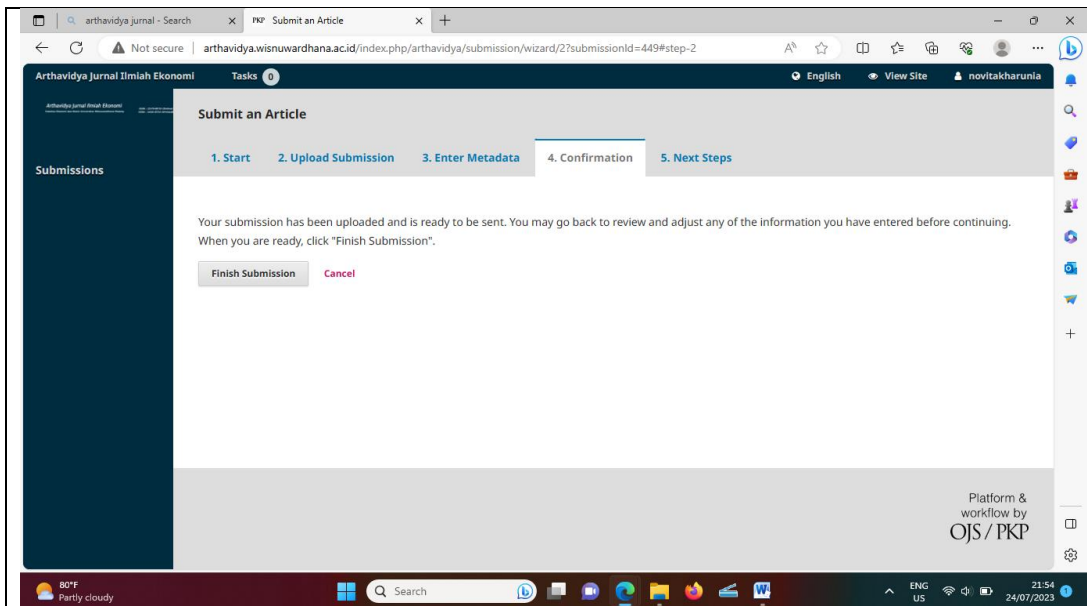 arthavidya jurnal - Search
PKP Submit an Article
Not secure arthavidya.wisnuwardhana.ac.id/index.php/arthavidya/submission/wizard/2?submissionId=449#step-2
Arthavidya Jurnal Ilmiah Ekonomi Tasks 0 English View Site novitakharunia
Arthavidya Jurnal Ilmiah Ekonomi
Submit an Article
Submissions
1. Start 2. Upload Submission 3. Enter Metadata 4. Confirmation 5. Next Steps
Your submission has been uploaded and is ready to be sent. You may go back to review and adjust any of the information you have entered before continuing.
When you are ready, click "Finish Submission".
Finish Submission Cancel
Platform &
workflow by
OJS / PKP
80°F
Partly cloudy
Search
ENG
US
21:54
24/07/2023
1